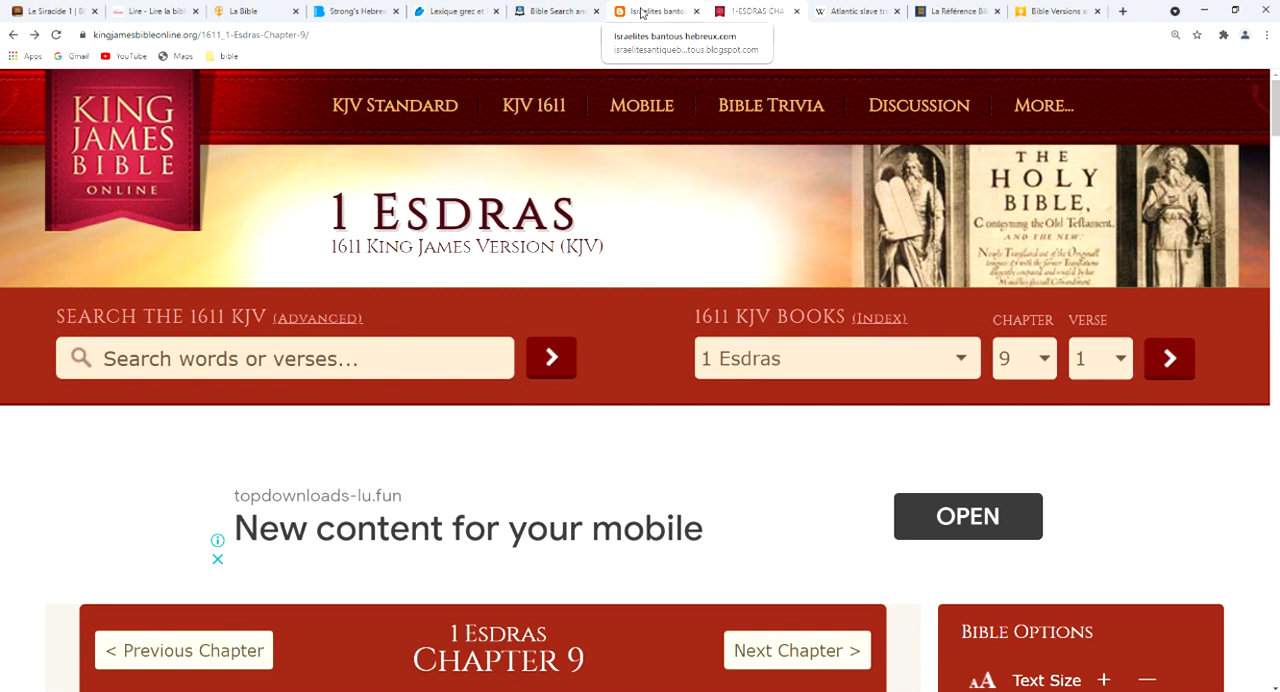 Le Siracide 1 | B
Lire - Lire la bibl
La Bible
Strong's Hebrew
Lexique grec et
Bible Search and
Israelites banto
1-ESDRAS CHA
Atlantic slave tr
La Référence Bi
Bible Versions a
kingjamesbibleonline.org/1611_1-Esdras-Chapter-9/
Israelites bantous hebreux.com
israelitesantiqueb...tous.blogspot.com
Apps Gmail YouTube Maps bible
KING
JAMES
BIBLE
ONLINE
KJV STANDARD KJV 1611 MOBILE BIBLE TRIVIA DISCUSSION MORE...
1 ESDRAS
1611 KING JAMES VERSION (KJV)
THE
HOLY
BIBLE,
Conteyning the Old Testament,
AND THE NEW:
SEARCH THE 1611 KJV (ADVANCED)
Search words or verses...
1611 KJV BOOKS (INDEX) CHAPTER VERSE
1 Esdras 9 1
topdownloads-lu.fun
New content for your mobile
OPEN
< Previous Chapter
1 ESDRAS
CHAPTER 9
Next Chapter >
BIBLE OPTIONS
AA Text Size + —